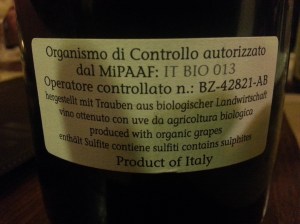 Organismo di Controllo autorizzato
dal MiPAAF: IT BIO 013
Operatore controllato n.: BZ-42821-AB
hergestellt mit Trauben aus biologischer Landwirtschaft
vino ottenuto con uve da agricoltura biologica
produced with organic grapes
enthält Sulfite contiene sulfiti contains sulphites
Product of Italy